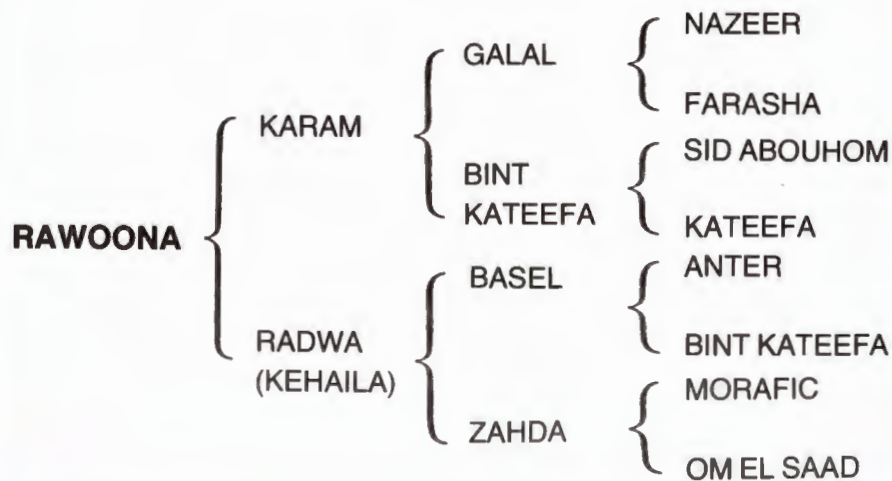 NAZEER
GALAL
FARASHA
KARAM
SID ABOUHOM
BINT
KATEEFA
KATEEFA
RAWOONA
ANTER
BASEL
BINT KATEEFA
RADWA
(KEHAILA)
MORAFIC
ZAHDA
OM EL SAAD